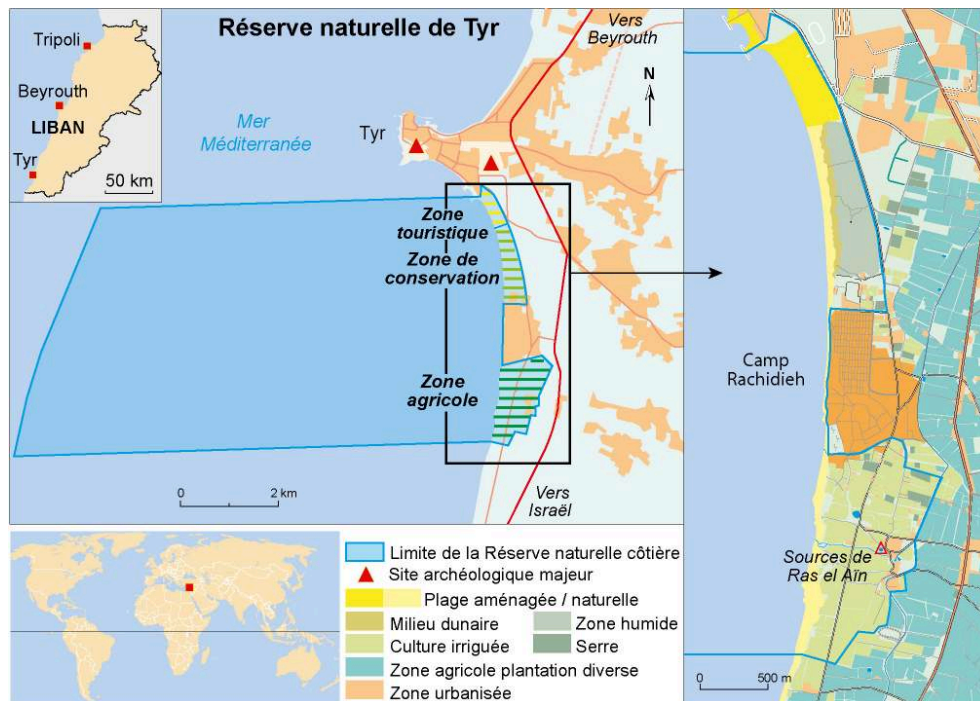 Réserve naturelle de Tyr
Tripoli
Beyrouth
LIBAN
Tyr
50 km
Mer
Méditerranée
Tyr
Vers
Beyrouth
N
Zone
touristique
Zone de
conservation
Zone
agricole
0 2 km
Vers
Israël
Camp
Rachidieh
Sources de
Ras el Aïn
0 500 m
Limite de la Réserve naturelle côtière
Site archéologique majeur
Plage aménagée / naturelle
Milieu dunaire
Zone humide
Culture irriguée
Serre
Zone agricole plantation diverse
Zone urbanisée